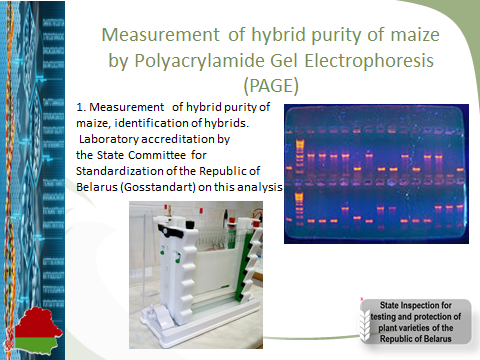 Measurement of hybrid purity of maize
by Polyacrylamide Gel Electrophoresis
(PAGE)
1. Measurement of hybrid purity of
maize, identification of hybrids.
Laboratory accreditation by
the State Committee for
Standardization of the Republic of
Belarus (Gosstandart) on this analysis
State Inspection for
testing and protection of
plant varieties of the
Republic of Belarus